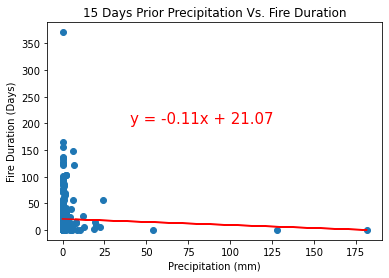 15 Days Prior Precipitation Vs. Fire Duration
350
300
250
200
150
100
50
0
Fire Duration (Days)
y = -0.11x + 21.07
0 25 50 75 100 125 150 175
Precipitation (mm)